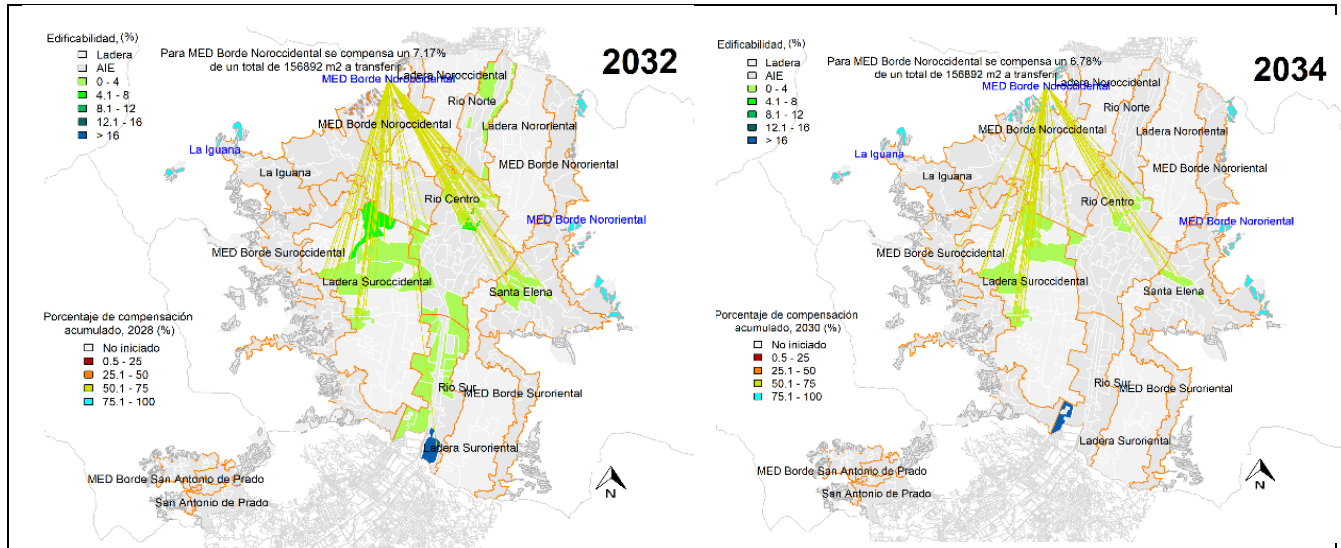 Edificabilidad, (%)
Ladera
AIE
0 - 4
4.1 - 8
8.1 - 12
12.1 - 16
> 16
Para MED Borde Noroccidental se compensa un 7.17%
de un total de 156892 m2 a transferir
2032
MED Borde Noroccidental
Ladera Noroccidental
Rio Norte
MED Borde Noroccidental
Ladera Nororiental
La Iguana
MED Borde Nororiental
La Iguana
Rio Centro
MED Borde Nororiental
MED Borde Suroccidental
Ladera Suroccidental
Santa Elena
Porcentaje de compensación
acumulado, 2028 (%)
No iniciado
0.5 - 25
25.1 - 50
50.1 - 75
75.1 - 100
Rio Sur
MED Borde Suroriental
Ladera Suroriental
MED Borde San Antonio de Prado
San Antonio de Prado
N
Edificabilidad, (%)
Ladera
AIE
0 - 4
4.1 - 8
8.1 - 12
12.1 - 16
> 16
Para MED Borde Noroccidental se compensa un 6.78%
de un total de 156892 m2 a transferir
2034
Ladera Noroccidental
MED Borde Noroccidental
Rio Norte
MED Borde Noroccidental
Ladera Nororiental
La Iguana
MED Borde Nororiental
La Iguana
Rio Centro
MED Borde Nororiental
MED Borde Suroccidental
Ladera Suroccidental
Santa Elena
Porcentaje de compensación
acumulado, 2030 (%)
No iniciado
0.5 - 25
25.1 - 50
50.1 - 75
75.1 - 100
Rio Sur
MED Borde Suroriental
Ladera Suroriental
MED Borde San Antonio de Prado
San Antonio de Prado
N